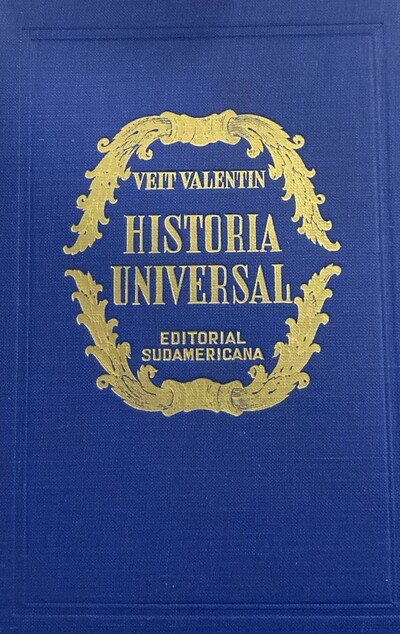 VEIT VALENTIN
HISTORIA
UNIVERSAL
EDITORIAL
SUDAMERICANA